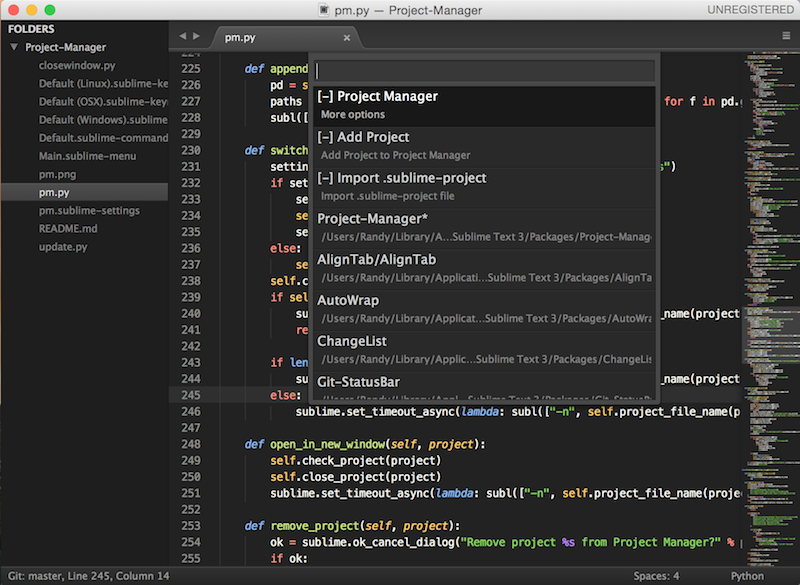 pm.py — Project-Manager
UNREGISTERED
FOLDERS
Project-Manager
closewindow.py
Default (Linux).sublime-ke
Default (OSX).sublime-key
Default (Windows).sublime
Default.sublime-command
Main.sublime-menu
pm.png
pm.py
pm.sublime-settings
README.md
update.py
pm.py
225 def append
226 pd = s
227 paths for f in pd.
228 subl([
229
230 def switch
231 settin s")
232 if set
233 se
234 se
235 se
236 else:
237 se
238 self.c
239 if sel
240 su _name(project
241 re
242
243 if len
244 su _name(project
245 else:
246 sublime.set_timeout_async(lambda: subl(["-n", self.project_file_name(p
247
248 def open_in_new_window(self, project):
249 self.check_project(project)
250 self.close_project(project)
251 sublime.set_timeout_async(lambda: subl(["-n", self.project_file_name(proje
252
253 def remove_project(self, project):
254 ok = sublime.ok_cancel_dialog("Remove project %s from Project Manager?" %
255 if ok:
[-] Project Manager
More options
[-] Add Project
Add Project to Project Manager
[-] Import .sublime-project
Import .sublime-project file
Project-Manager*
/Users/Randy/Library/A...Sublime Text 3/Packages/Project-Manag
AlignTab/AlignTab
/Users/Randy/Library/Applicati...Sublime Text 3/Packages/AlignTa
AutoWrap
/Users/Randy/Library/Applicat...Sublime Text 3/Packages/AutoWra
ChangeList
/Users/Randy/Library/Applic...Sublime Text 3/Packages/ChangeLis
Git-StatusBar
Git: master, Line 245, Column 14
Spaces: 4
Python